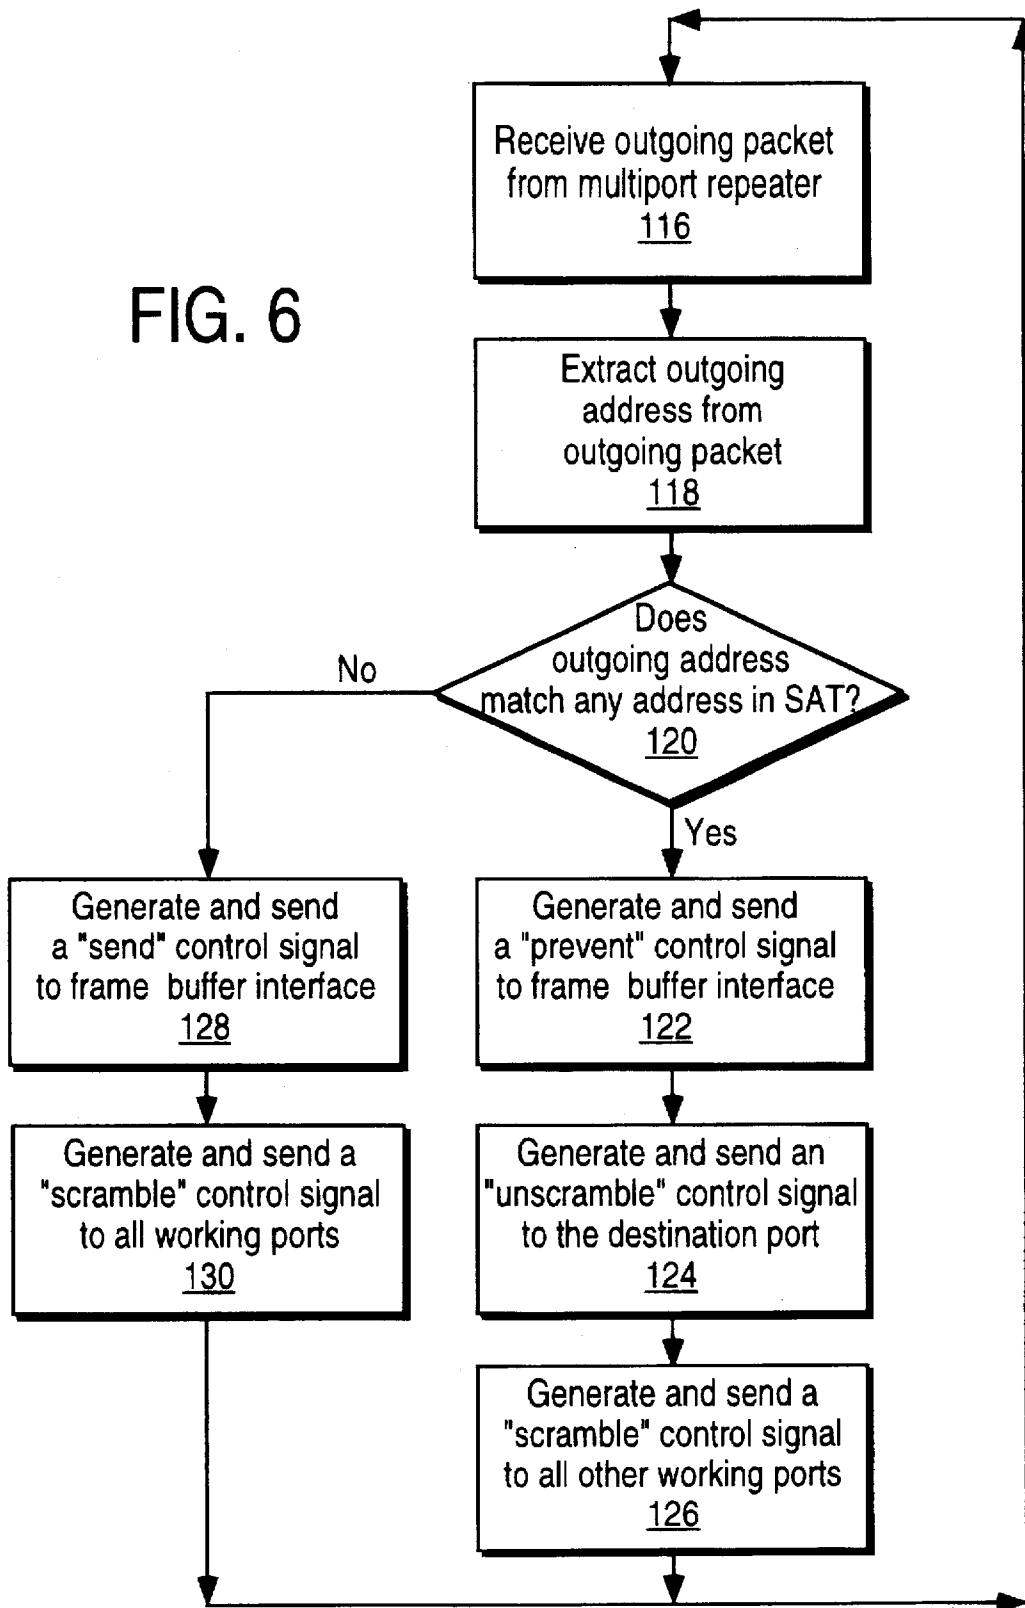 Receive outgoing packet
from multiport repeater
116
FIG. 6
Extract outgoing
address from
outgoing packet
118
Does
outgoing address
match any address in SAT?
120
No
Yes
Generate and send
a "send" control signal
to frame buffer interface
128
Generate and send
a "prevent" control signal
to frame buffer interface
122
Generate and send a
"scramble" control signal
to all working ports
130
Generate and send an
"unscramble" control signal
to the destination port
124
Generate and send a
"scramble" control signal
to all other working ports
126